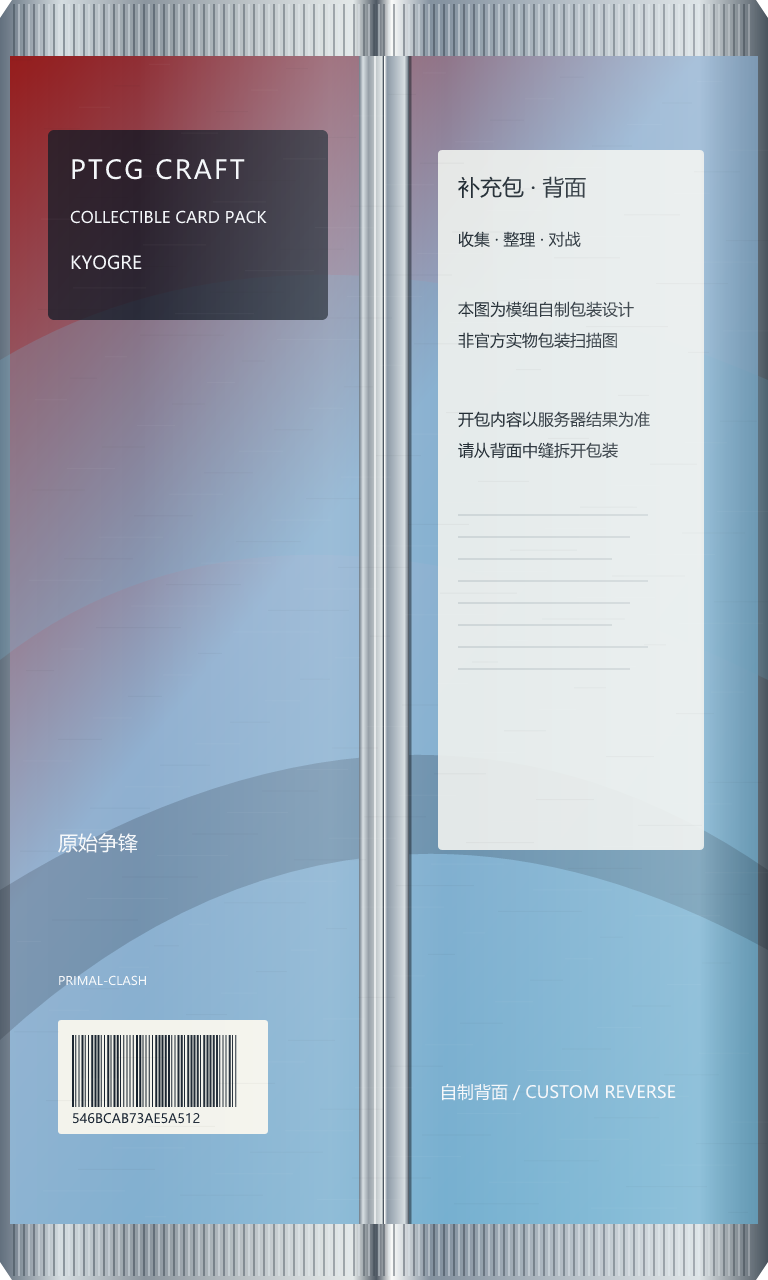 PTCG CRAFT
COLLECTIBLE CARD PACK
KYOGRE
原始争锋
PRIMAL-CLASH
546BCAB73AE5A512
补充包 · 背面
收集 · 整理 · 对战
本图为模组自制包装设计
非官方实物包装扫描图
开包内容以服务器结果为准
请从背面中缝拆开包装
自制背面 / CUSTOM REVERSE